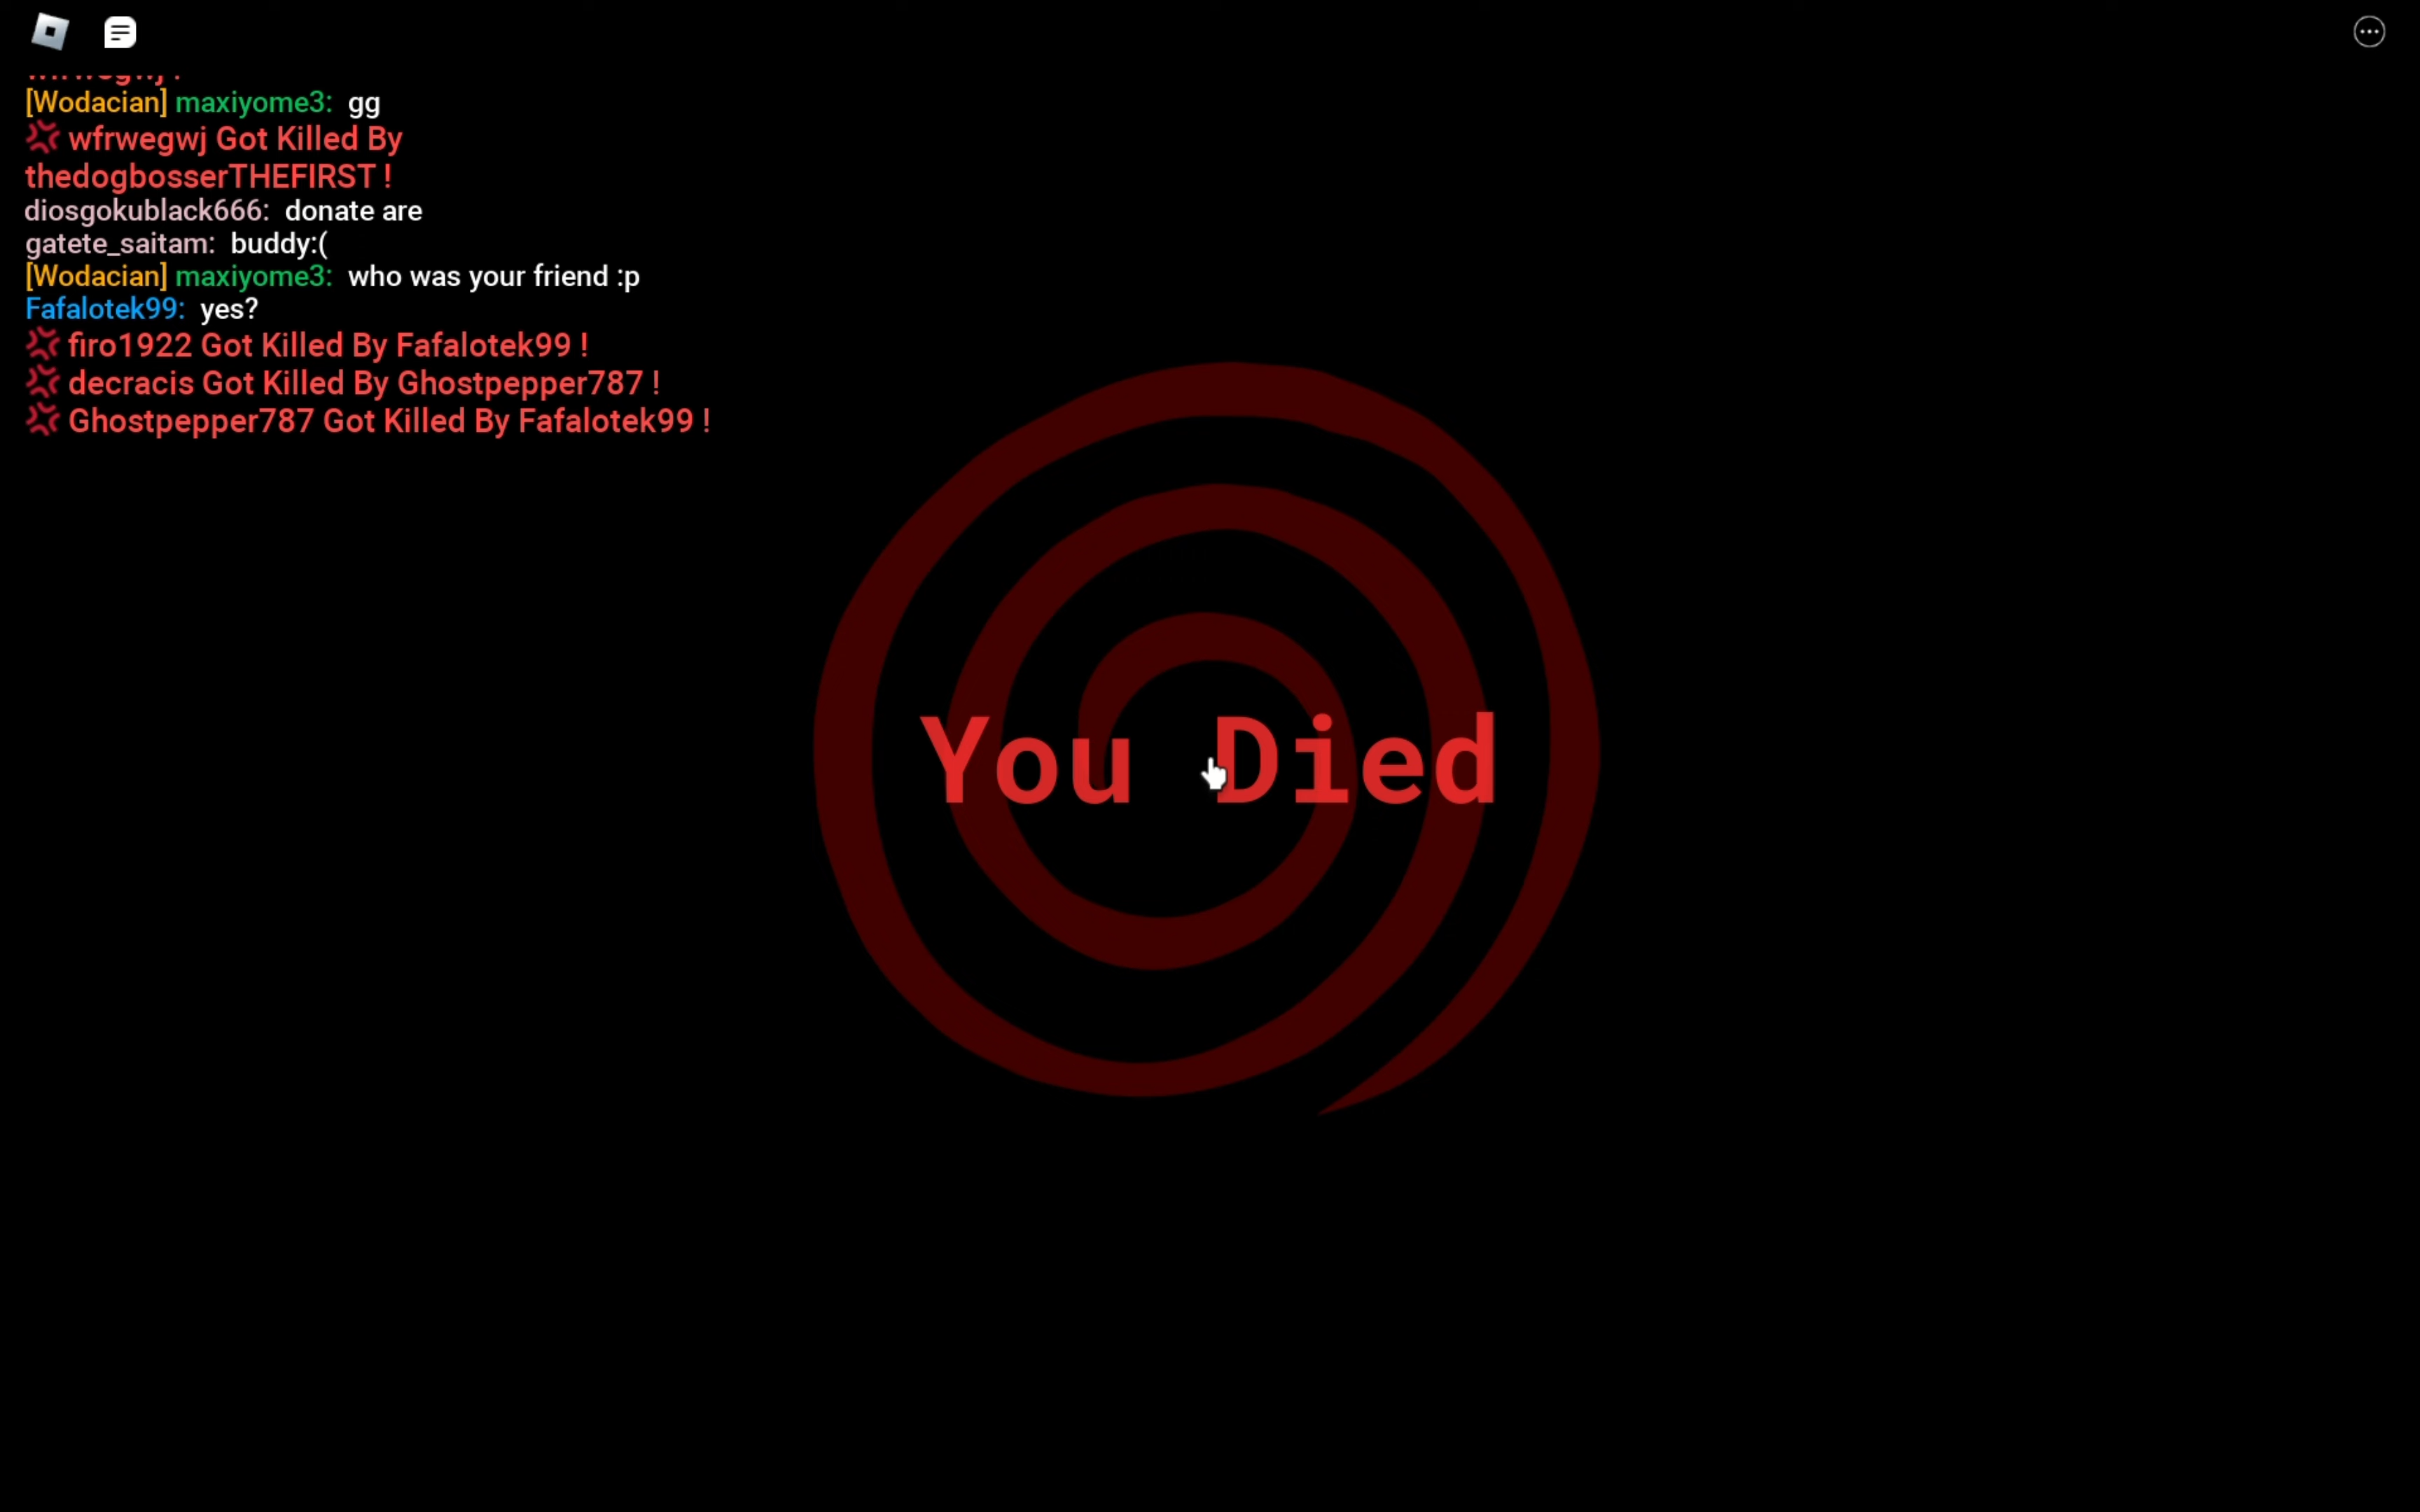 [Wodacian] maxiyome3: gg
wfrwegwj Got Killed By
thedogbosserTHEFIRST !
diosgokublack666: donate are
gatete_saitam: buddy:(
[Wodacian] maxiyome3: who was your friend :p
Fafalotek99: yes?
firo1922 Got Killed By Fafalotek99 !
decracis Got Killed By Ghostpepper787 !
Ghostpepper787 Got Killed By Fafalotek99 !
You Died